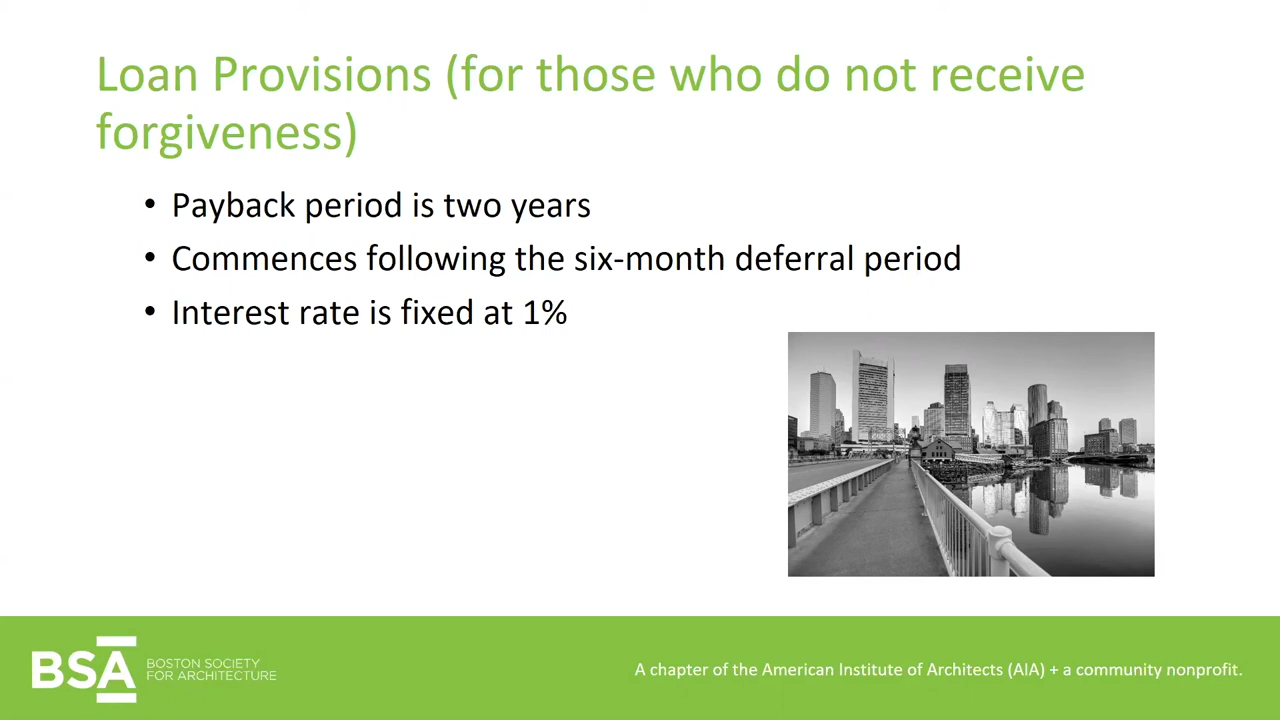 Loan Provisions (for those who do not receive
forgiveness)
• Payback period is two years
• Commences following the six-month deferral period
• Interest rate is fixed at 1%
BSA
BOSTON SOCIETY
FOR ARCHITECTURE
A chapter of the American Institute of Architects (AIA) + a community nonprofit.